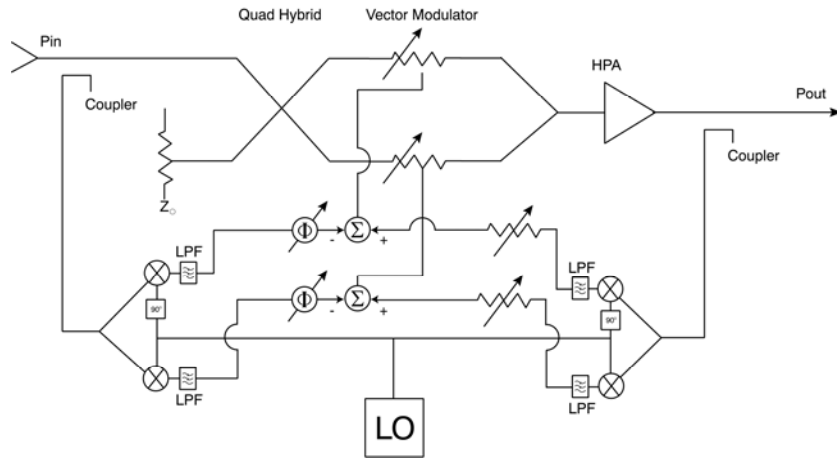 Quad Hybrid
Vector Modulator
Pin
HPA
Pout
Coupler
Coupler
Z○
LPF
Φ
Σ
- +
LPF
90°
Φ
Σ
- +
90°
LPF
LPF
LO